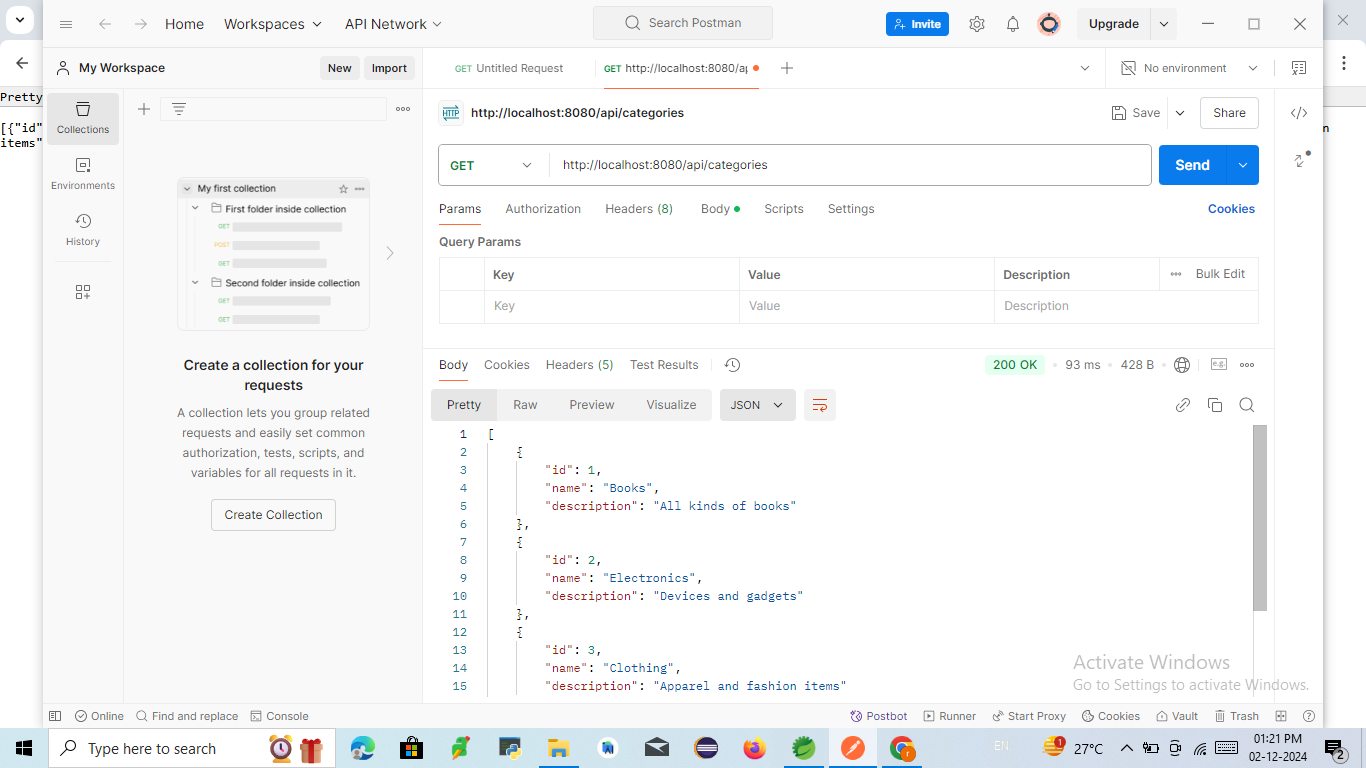 Home
Workspaces
API Network
Search Postman
Invite
Upgrade
My Workspace
New
Import
GET Untitled Request
GET http://localhost:8080/ap
No environment
Pretty
[{"id"
items"
n
Collections
Environments
History
My first collection
First folder inside collection
GET
POST
GET
Second folder inside collection
GET
GET
Create a collection for your
requests
A collection lets you group related
requests and easily set common
authorization, tests, scripts, and
variables for all requests in it.
Create Collection
HTTP http://localhost:8080/api/categories
Save
Share
GET
http://localhost:8080/api/categories
Send
Params Authorization Headers (8) Body Scripts Settings
Cookies
Query Params
Key Value Description Bulk Edit
Key Value Description
Body Cookies Headers (5) Test Results
200 OK 93 ms 428 B e.g.
Pretty Raw Preview Visualize JSON
1 [
2 {
3 "id": 1,
4 "name": "Books",
5 "description": "All kinds of books"
6 },
7 {
8 "id": 2,
9 "name": "Electronics",
10 "description": "Devices and gadgets"
11 },
12 {
13 "id": 3,
14 "name": "Clothing",
15 "description": "Apparel and fashion items"
Activate Windows
Go to Settings to activate Windows.
Online Find and replace Console
Postbot Runner Start Proxy Cookies Vault Trash
Type here to search
EN
1
27°C
01:21 PM
02-12-2024
2